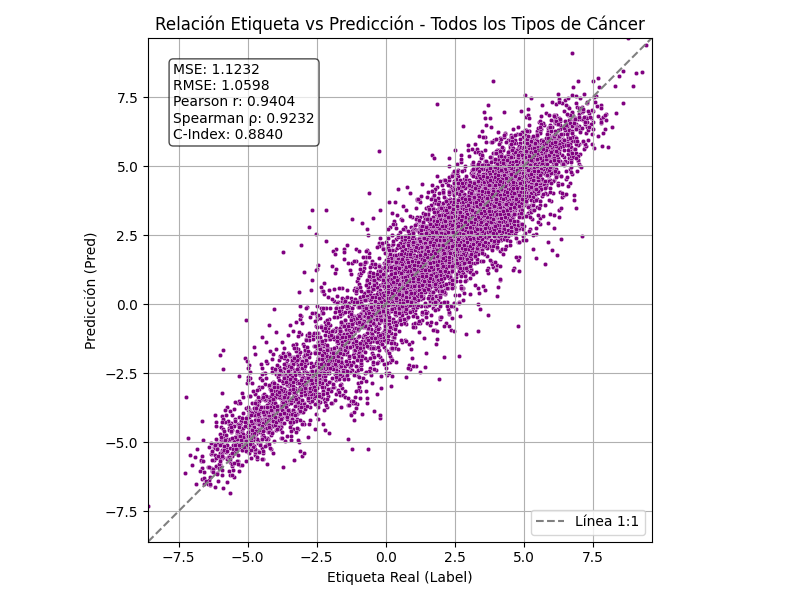 Relación Etiqueta vs Predicción - Todos los Tipos de Cáncer
MSE: 1.1232
RMSE: 1.0598
Pearson r: 0.9404
Spearman ρ: 0.9232
C-Index: 0.8840
7.5
5.0
2.5
0.0
−2.5
−5.0
−7.5
Predicción (Pred)
Línea 1:1
−7.5 −5.0 −2.5 0.0 2.5 5.0 7.5
Etiqueta Real (Label)